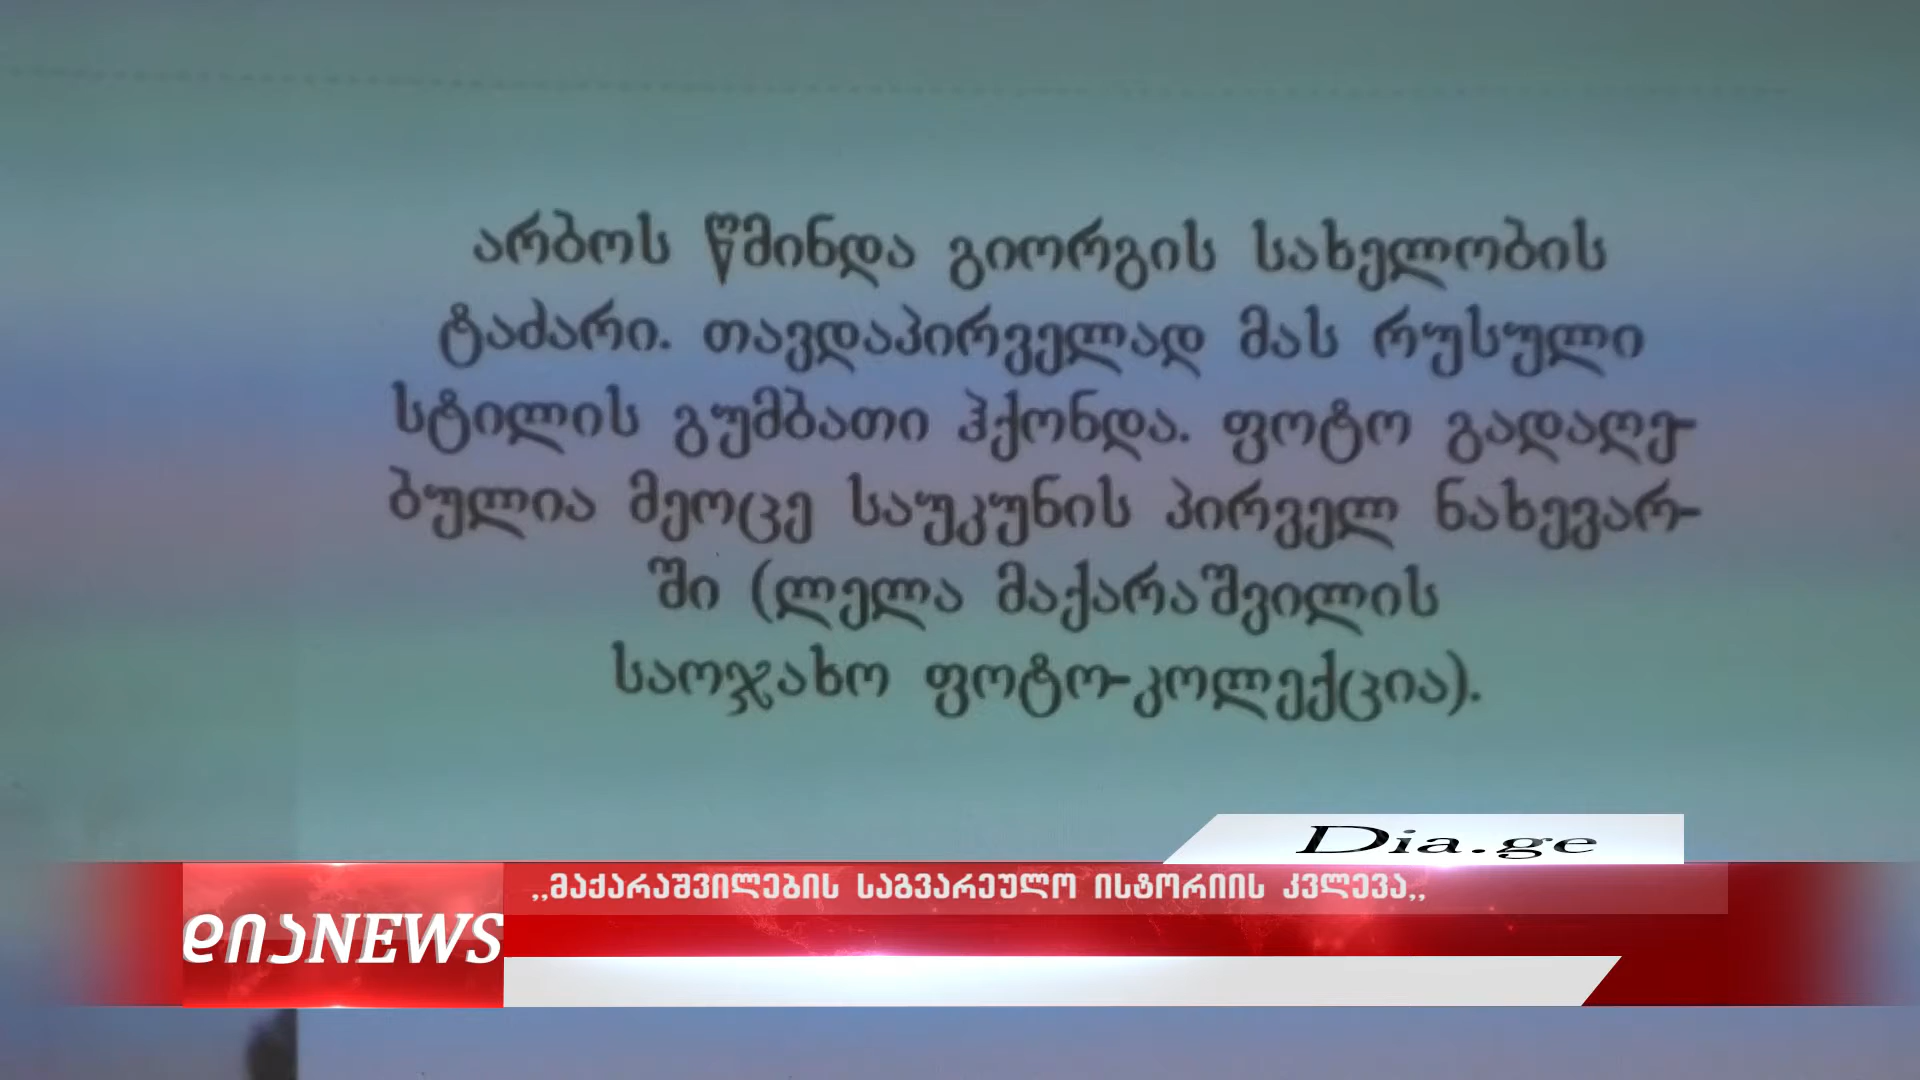 არბოს წმინდა გიორგის სახელობის
ტაძარი. თავდაპირველად მას რუსული
სტილის გუმბათი ჰქონდა. ფოტო გადაღე-
ბულია მეოცე საუკუნის პირველ ნახევარ-
ში (ლელა მაქარაშვილის
საოჯახო ფოტო-კოლექცია).
Dia.ge
,,მაქარაშვილების საგვარეულო ისტორიის კვლევა,,
დიაNEWS